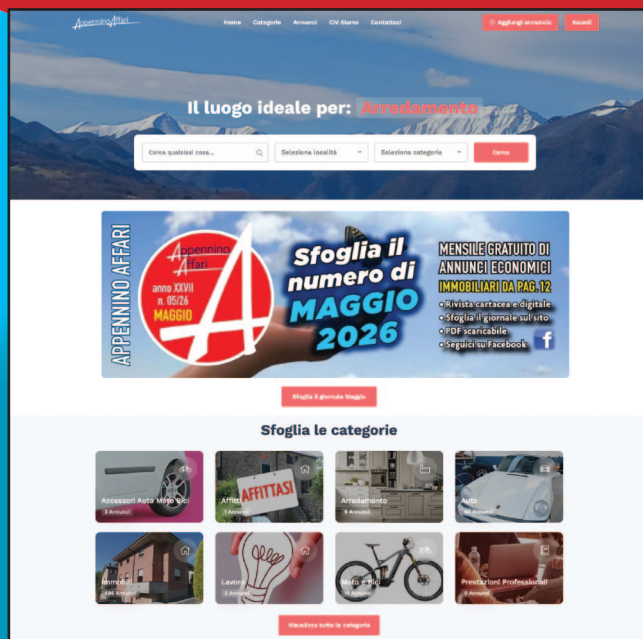 Appennino Affari
Home Categorie Annunci Chi Siamo Contattaci
Aggiungi annuncio Accedi
Il luogo ideale per: Arredamento
Cerca qualsiasi cosa... Seleziona località Seleziona categoria Cerca
APPENNINO AFFARI
Appennino
Affari
anno XXVII
n. 05/26
MAGGIO
A
Sfoglia il
numero di
MAGGIO
2026
MENSILE GRATUITO DI
ANNUNCI ECONOMICI
IMMOBILIARI DA PAG. 12
• Rivista cartacea e digitale
• Sfoglia il giornale sul sito
• PDF scaricabile
• Seguici su Facebook f
Sfoglia il giornale Maggio
Sfoglia le categorie
Accessori Auto Moto Bici
3 Annunci
AFFITTASI
Affitti
1 Annunci
Arredamento
9 Annunci
Auto
Immobili
Lavoro
Moto e Bici
Prestazioni Professionali
Visualizza tutte le categorie